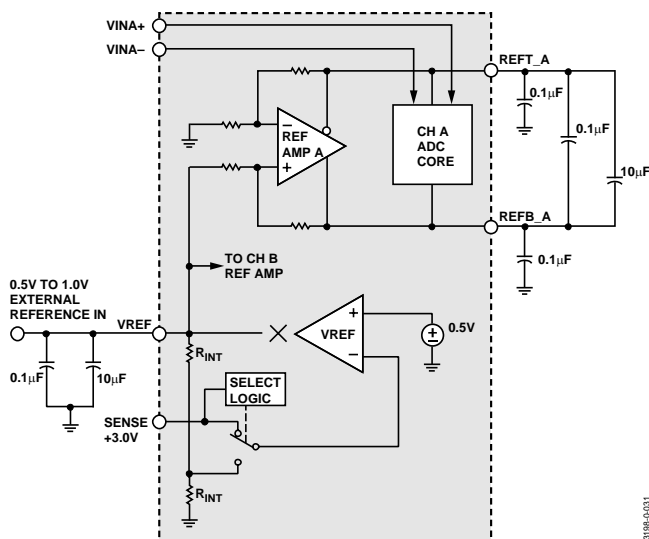 VINA+
VINA–
REFT_A
0.1µF
0.1µF
10µF
–
REF
AMP A
+
CH A
ADC
CORE
REFB_A
0.1µF
TO CH B
REF AMP
0.5V TO 1.0V
EXTERNAL
REFERENCE IN
VREF
+
VREF
–
0.5V
RINT
0.1µF
10µF
SELECT
LOGIC
SENSE
+3.0V
RINT
3198-0-031